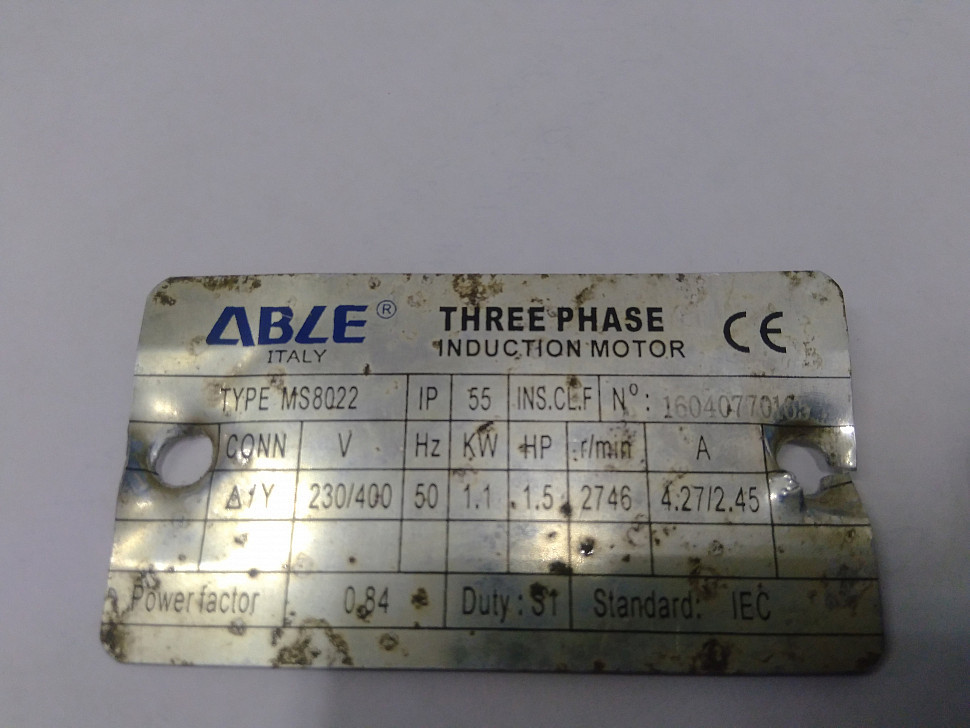 ABLE®
ITALY
THREE PHASE
INDUCTION MOTOR
CE
TYPE MS8022 IP 55 INS.CL.F Nº:
CONN V Hz KW HP r/min A
Δ/Y 230/400 50 1.1 1.5 2746 4.27/2.45
Power factor 0.84 Duty: S1 Standard: IEC